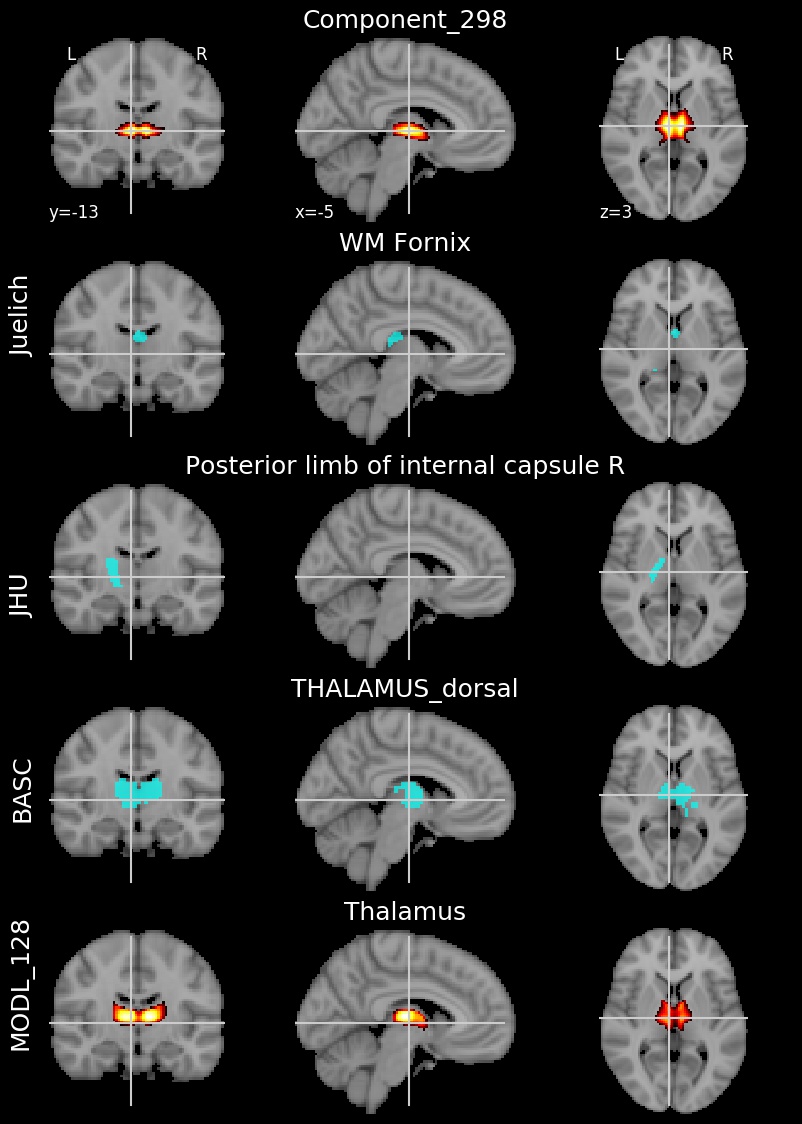 Component_298
L R L R
y=-13 x=-5 z=3
WM Fornix
Juelich
Posterior limb of internal capsule R
JHU
THALAMUS_dorsal
BASC
Thalamus
MODL_128